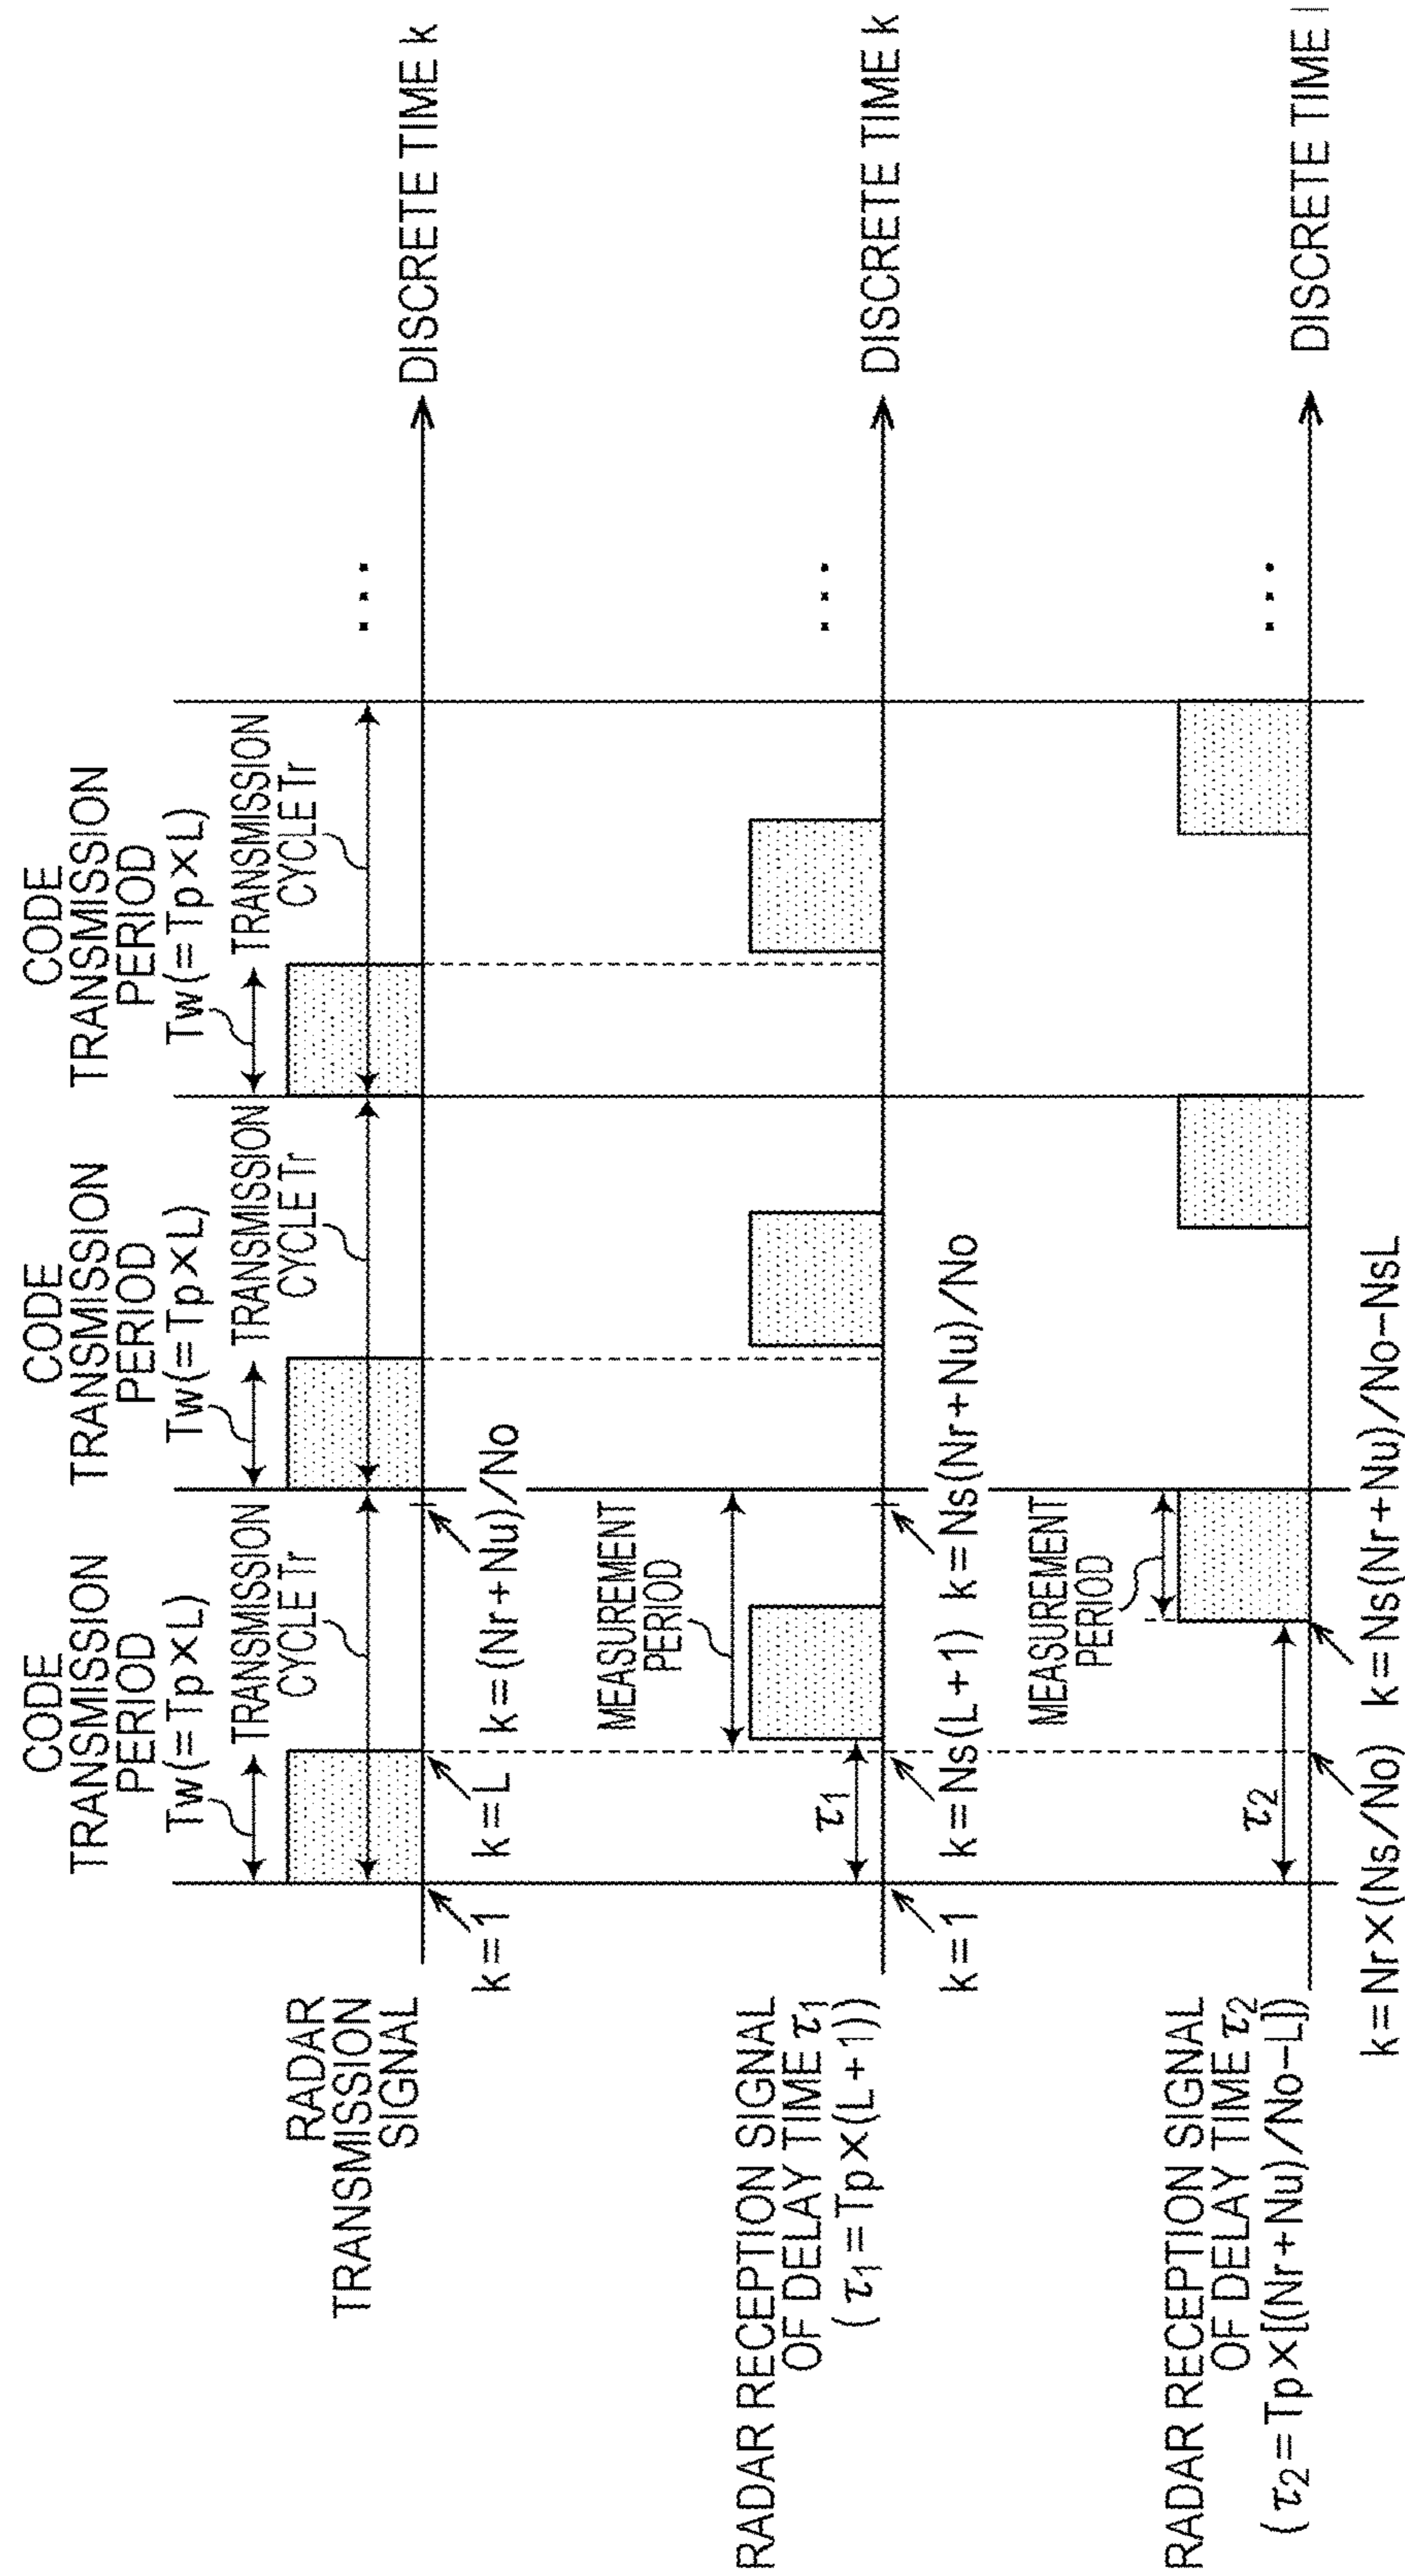 CODE
TRANSMISSION
PERIOD
Tw(=Tp×L)
CODE
TRANSMISSION
PERIOD
Tw(=Tp×L)
CODE
TRANSMISSION
PERIOD
Tw(=Tp×L)
TRANSMISSION
CYCLE Tr
TRANSMISSION
CYCLE Tr
TRANSMISSION
CYCLE Tr
RADAR
TRANSMISSION
SIGNAL
...
DISCRETE TIME k
k=1
k=L
k=(Nr+Nu)/No
MEASUREMENT
PERIOD
RADAR RECEPTION SIGNAL
OF DELAY TIME τ1
(τ1=Tp×(L+1))
τ1
...
DISCRETE TIME k
k=1
k=Ns(L+1)
k=Ns(Nr+Nu)/No
MEASUREMENT
PERIOD
RADAR RECEPTION SIGNAL
OF DELAY TIME τ2
(τ2=Tp×[(Nr+Nu)/No-L])
τ2
...
DISCRETE TIME
k=Nr×(Ns/No)
k=Ns(Nr+Nu)/No-NsL